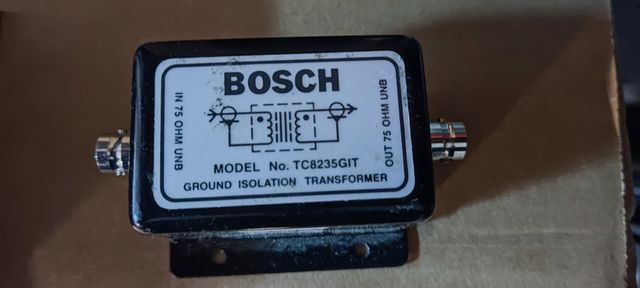 BOSCH
IN 75 OHM UNB
OUT 75 OHM UNB
MODEL No. TC8235GIT
GROUND ISOLATION TRANSFORMER